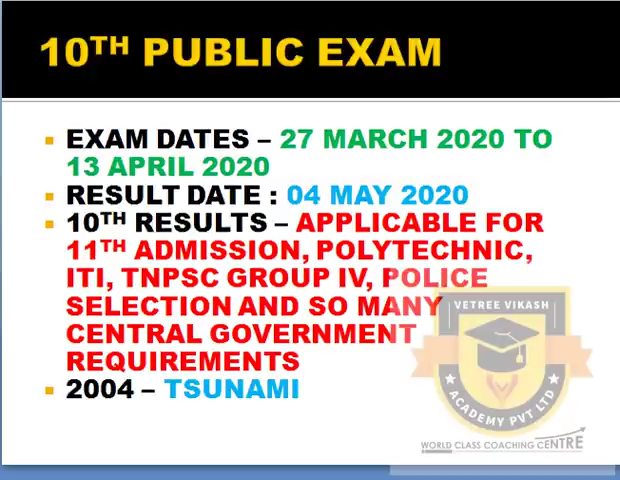 10TH PUBLIC EXAM
EXAM DATES – 27 MARCH 2020 TO
13 APRIL 2020
RESULT DATE : 04 MAY 2020
10TH RESULTS – APPLICABLE FOR
11TH ADMISSION, POLYTECHNIC,
ITI, TNPSC GROUP IV, POLICE
SELECTION AND SO MANY
CENTRAL GOVERNMENT
REQUIREMENTS
2004 – TSUNAMI
VETREE VIKASH
ACADEMY PVT LTD
WORLD CLASS COACHING CENTRE